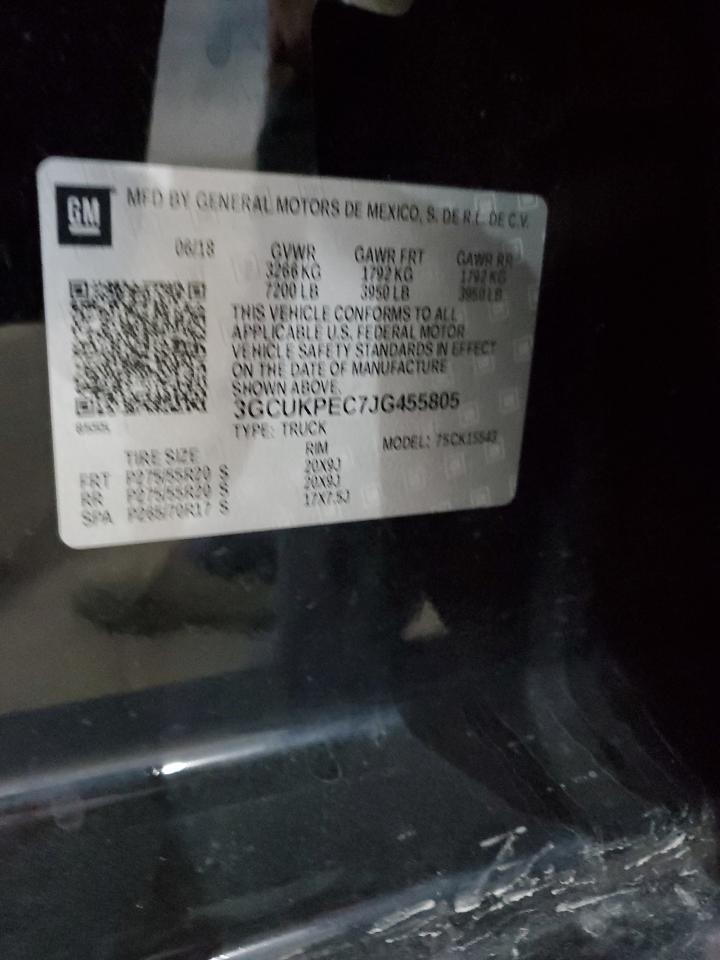 GM
MFD BY GENERAL MOTORS DE MEXICO, S. DE R.L. DE C.V.
06/18 GVWR GAWR FRT GAWR RR
3266 KG 1792 KG 1792 KG
7200 LB 3950 LB 3950 LB
THIS VEHICLE CONFORMS TO ALL
APPLICABLE U.S. FEDERAL MOTOR
VEHICLE SAFETY STANDARDS IN EFFECT
ON THE DATE OF MANUFACTURE
SHOWN ABOVE.
3GCUKPEC7JG455805
TYPE: TRUCK MODEL: 7SCK15543
TIRE SIZE RIM
FRT P275/55R20 S 20X9J
RR P275/55R20 S 20X9J
SPA P265/70R17 S 17X7.5J